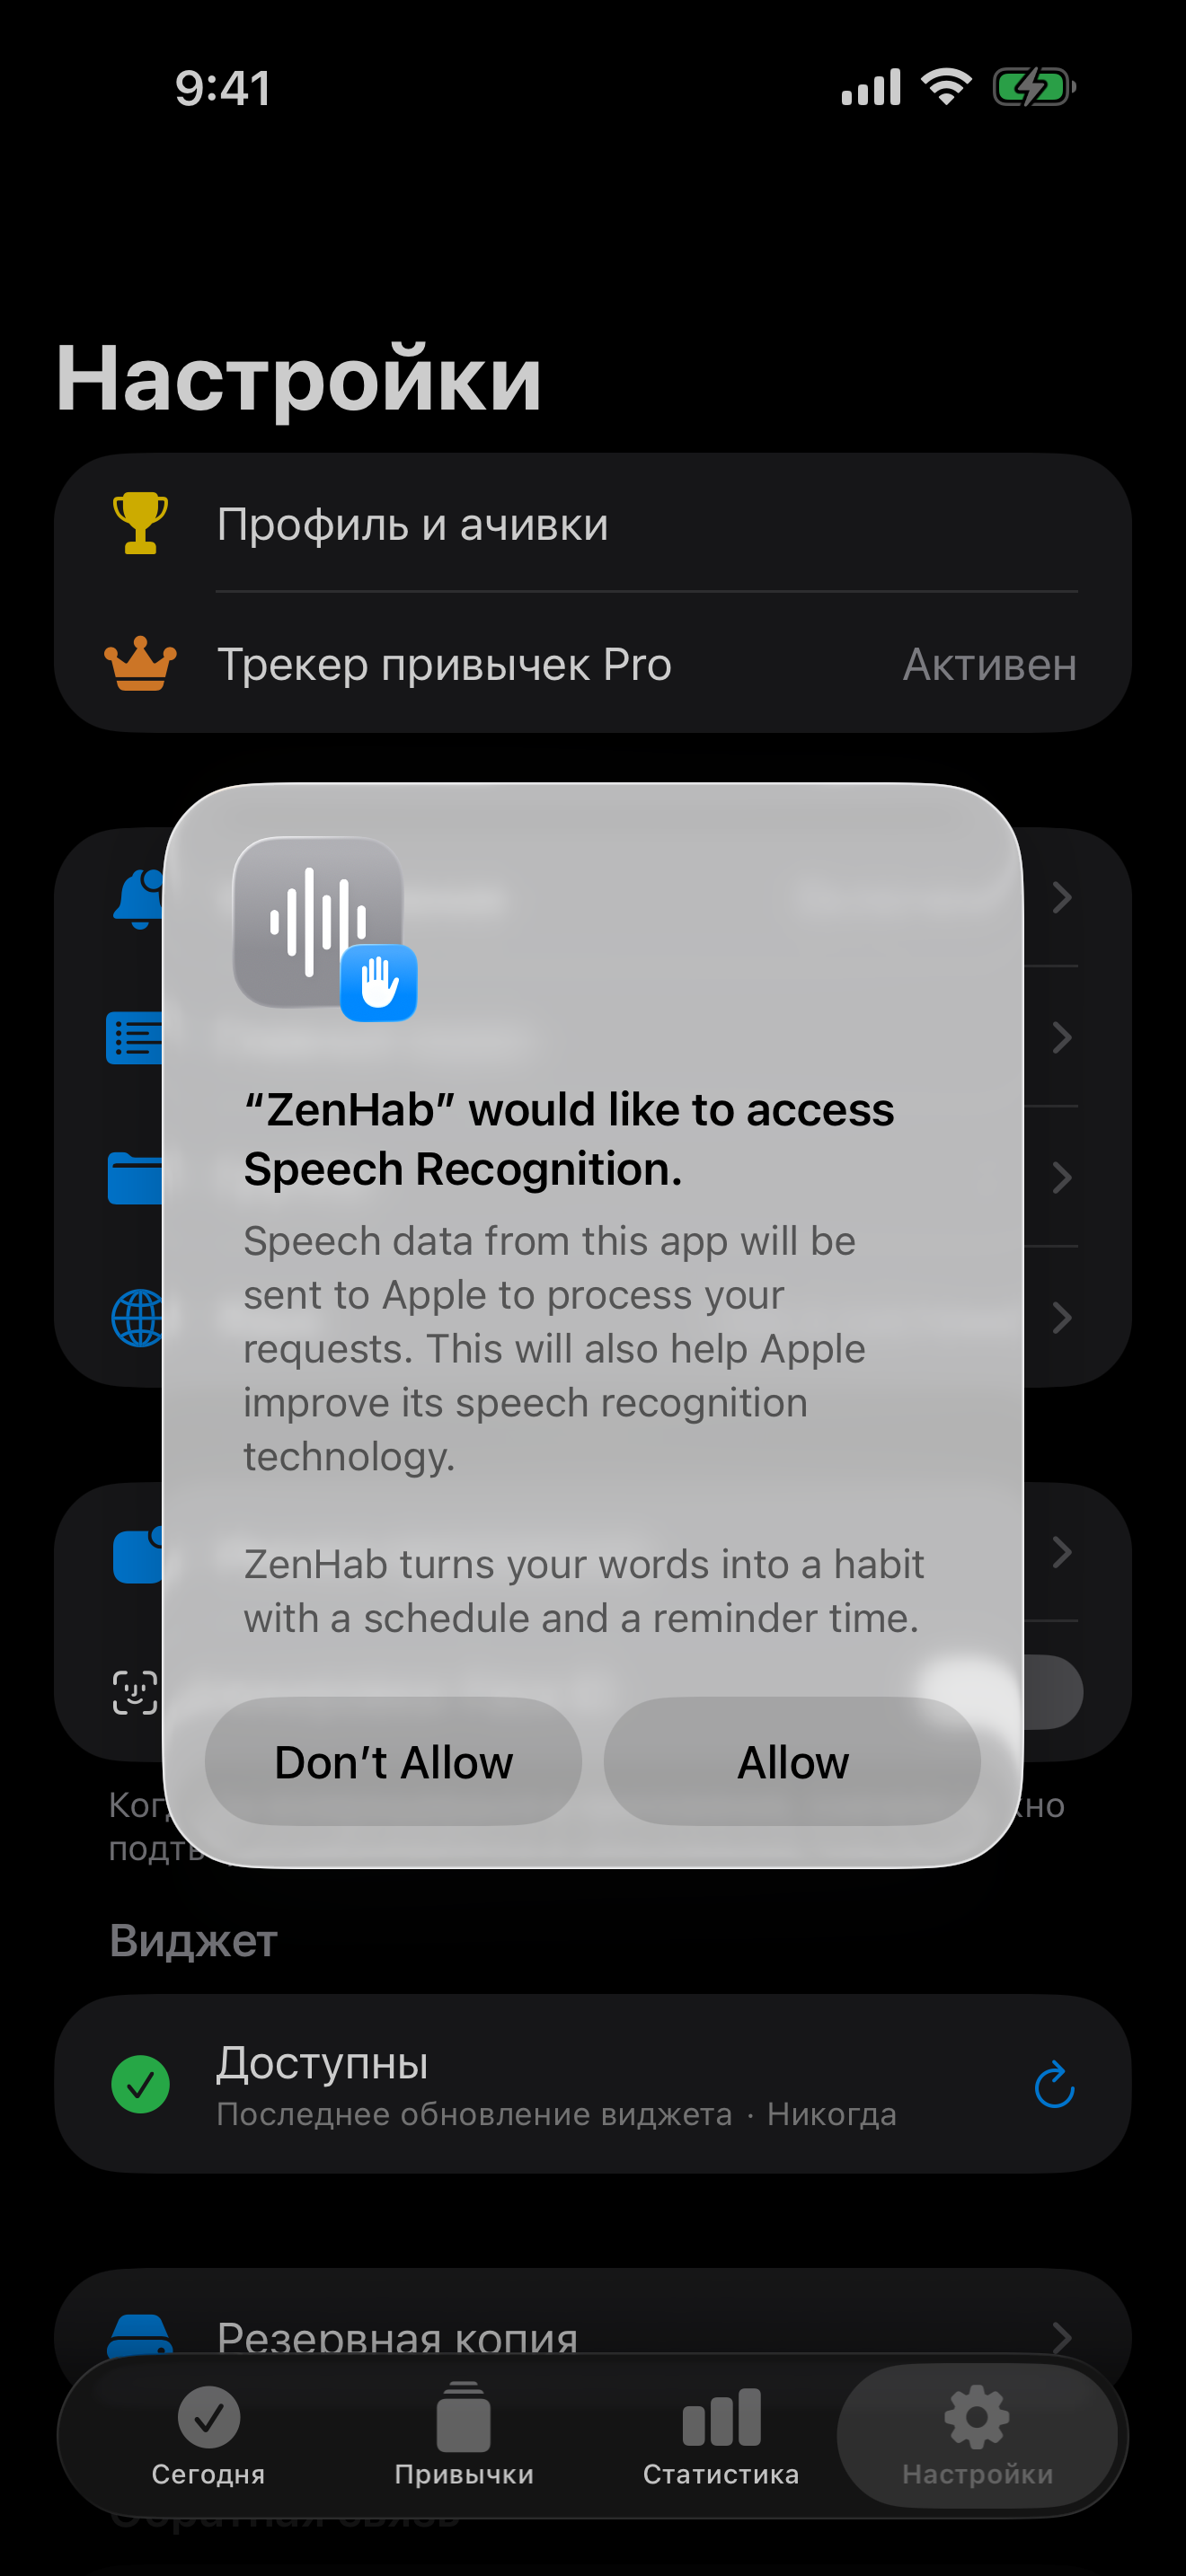 9:41
Настройки
Профиль и ачивки
Трекер привычек Pro
Активен
“ZenHab” would like to access
Speech Recognition.
Speech data from this app will be
sent to Apple to process your
requests. This will also help Apple
improve its speech recognition
technology.
ZenHab turns your words into a habit
with a schedule and a reminder time.
Don’t Allow
Allow
Виджет
Доступны
Последнее обновление виджета · Никогда
Резервная копия
Сегодня
Привычки
Статистика
Настройки